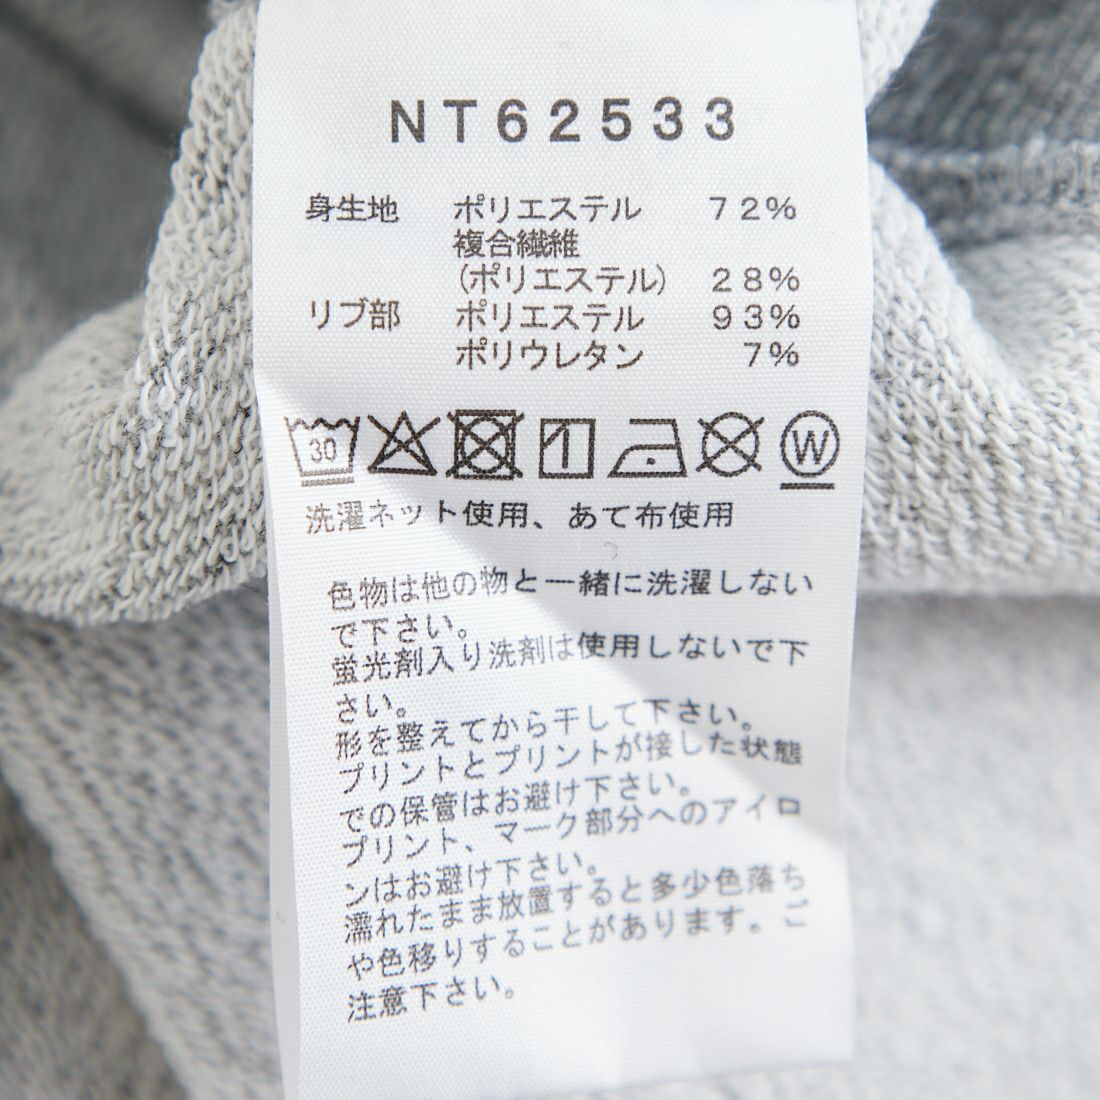 NT62533
身生地 ポリエステル 72%
複合繊維
(ポリエステル) 28%
リブ部 ポリエステル 93%
ポリウレタン 7%
30 W
洗濯ネット使用、あて布使用
色物は他の物と一緒に洗濯しない
で下さい。
蛍光剤入り洗剤は使用しないで下
さい。
形を整えてから干して下さい。
プリントとプリントが接した状態
での保管はお避け下さい。
プリント、マーク部分へのアイロ
ンはお避け下さい。
濡れたまま放置すると多少色落ち
や色移りすることがあります。ご
注意下さい。